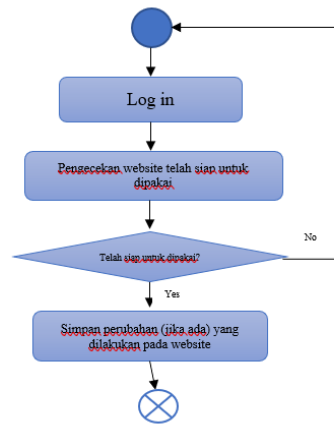 Log in
Pengecekan website telah siap untuk
dipakai
Telah siap untuk dipakai?
No
Yes
Simpan perubahan (jika ada) yang
dilakukan pada website